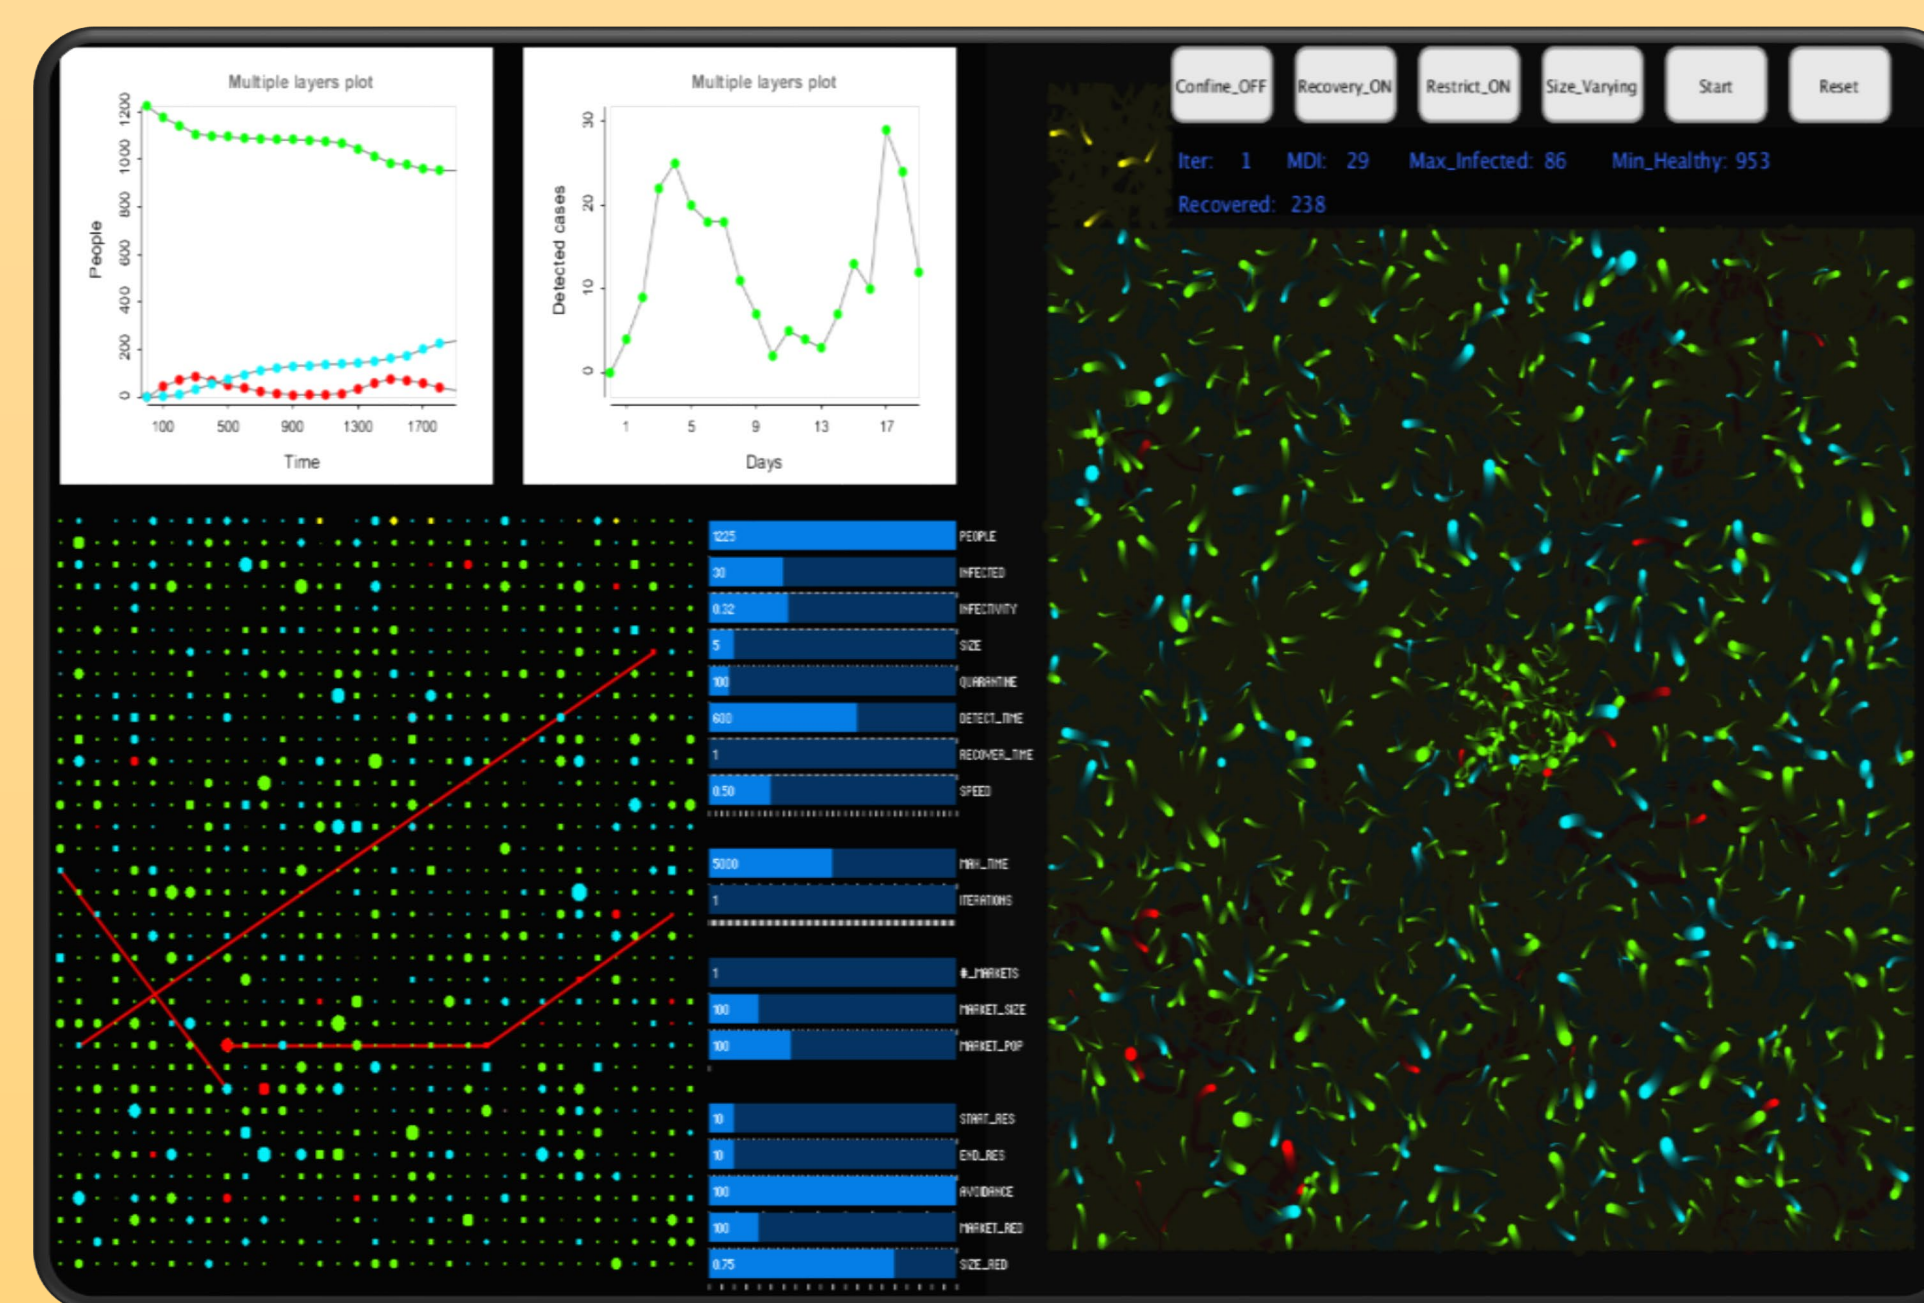 Multiple layers plot
People
0 200 400 600 800 1000 1200
100 500 900 1300 1700
Time
Multiple layers plot
Detected cases
0 10 20 30
1 5 9 13 17
Days
Confine_OFF Recovery_ON Restrict_ON Size_Varying Start Reset
Iter: 1 MDI: 29 Max_Infected: 86 Min_Healthy: 953
Recovered: 238
1225 PEOPLE
30 INFECTED
0.32 INFECTIVITY
5 SIZE
100 QUARANTINE
600 DETECT_TIME
1 RECOVER_TIME
0.50 SPEED
5000 MAX_TIME
1 ITERATIONS
1 #_MARKETS
100 MARKET_SIZE
100 MARKET_POP
10 START_RES
10 END_RES
100 AVOIDANCE
100 MARKET_RED
0.75 SIZE_RED